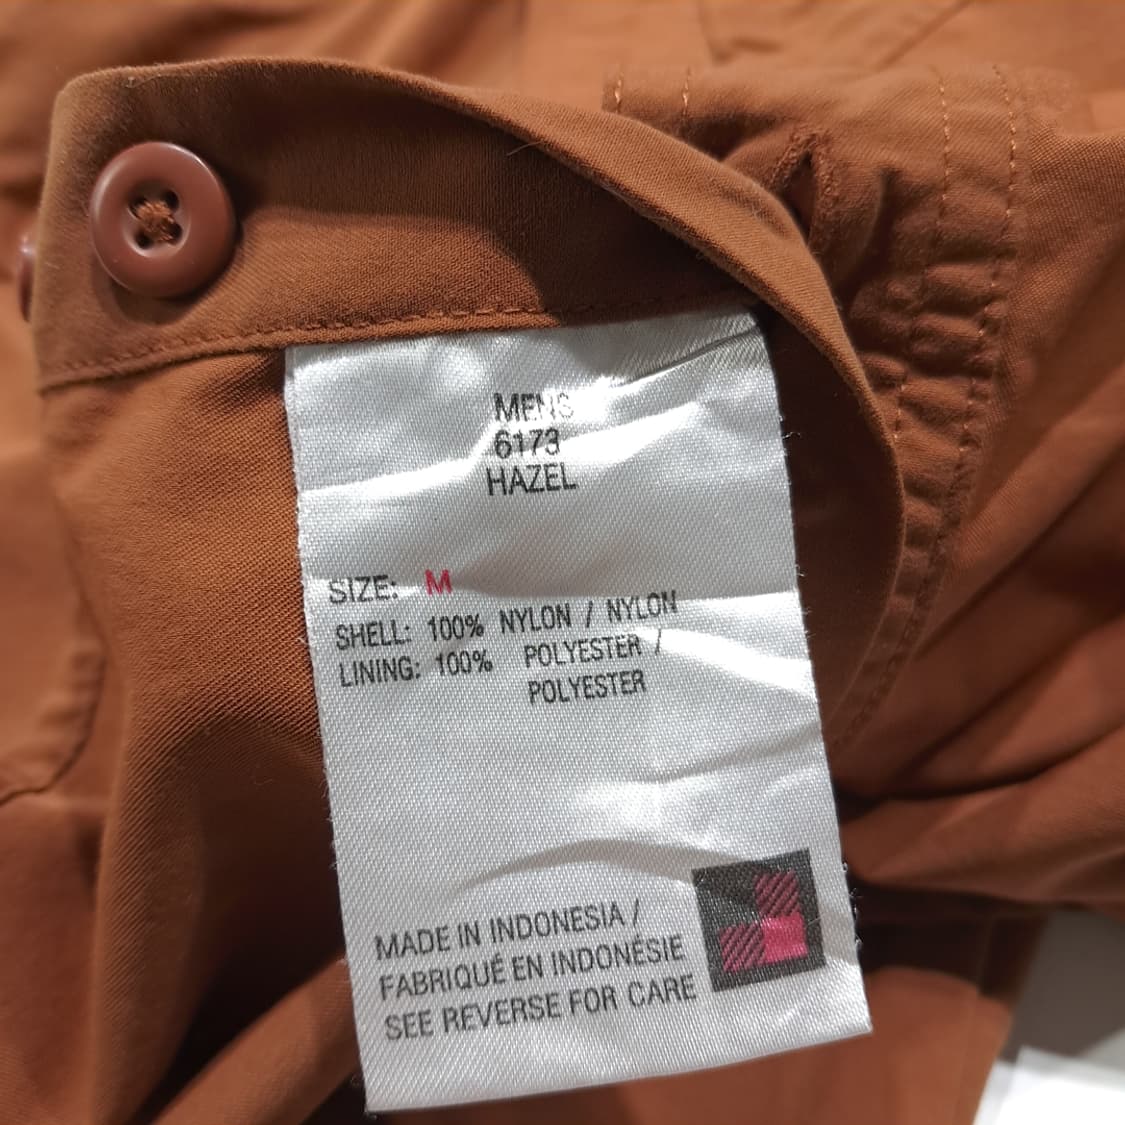 MENS
6173
HAZEL
SIZE: M
SHELL: 100% NYLON / NYLON
LINING: 100% POLYESTER /
POLYESTER
MADE IN INDONESIA /
FABRIQUÉ EN INDONÉSIE
SEE REVERSE FOR CARE